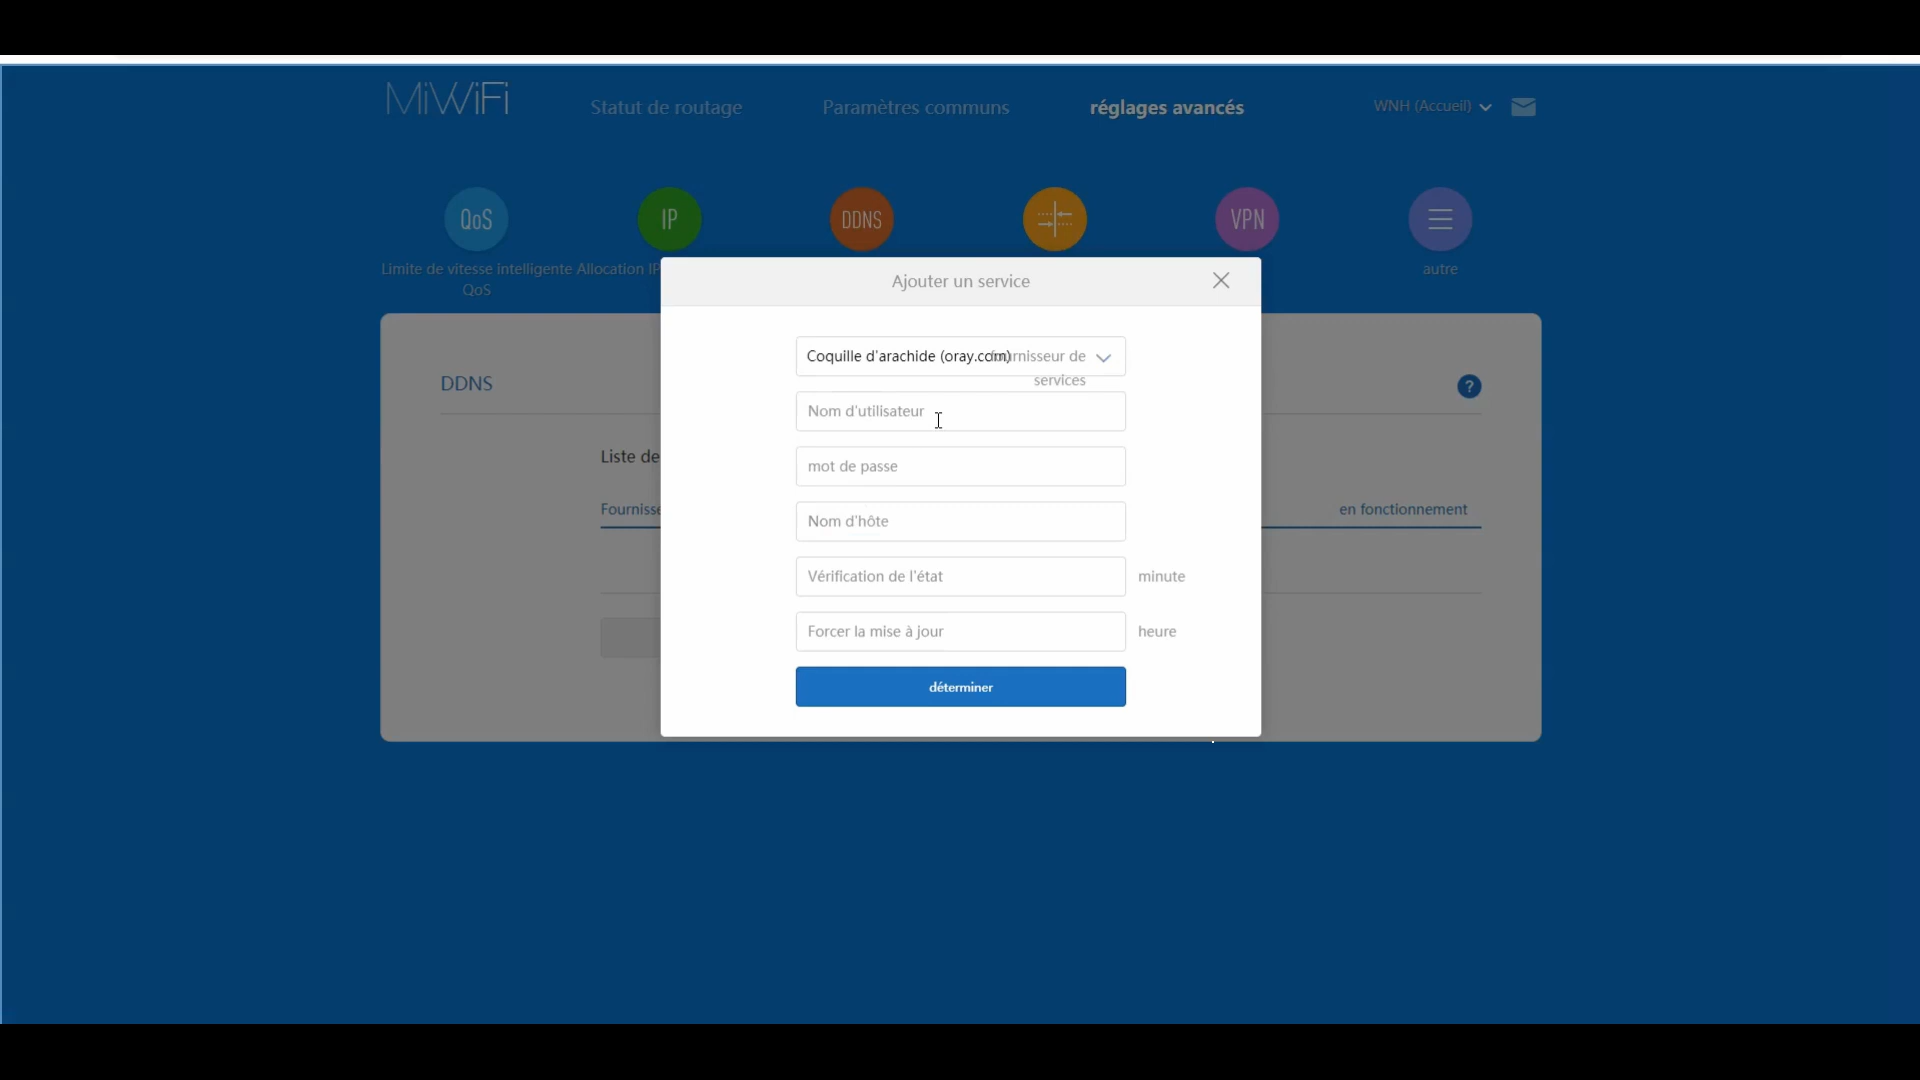 MiWiFi
Statut de routage
Paramètres communs
réglages avancés
WNH (Accueil)
QoS
IP
DDNS
VPN
Limite de vitesse intelligente
QoS
Allocation IP
autre
Ajouter un service
Coquille d'arachide (oray.com)
fournisseur de
services
Nom d'utilisateur
mot de passe
Nom d'hôte
Vérification de l'état
minute
Forcer la mise à jour
heure
déterminer
DDNS
?
Liste de
Fournisse
en fonctionnement